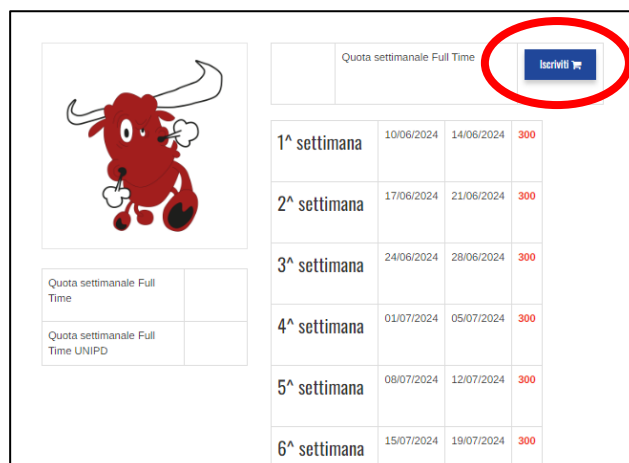 Quota settimanale Full Time
Iscriviti
1^ settimana 10/06/2024 14/06/2024 300
2^ settimana 17/06/2024 21/06/2024 300
3^ settimana 24/06/2024 28/06/2024 300
4^ settimana 01/07/2024 05/07/2024 300
5^ settimana 08/07/2024 12/07/2024 300
6^ settimana 15/07/2024 19/07/2024 300
Quota settimanale Full
Time
Quota settimanale Full
Time UNIPD